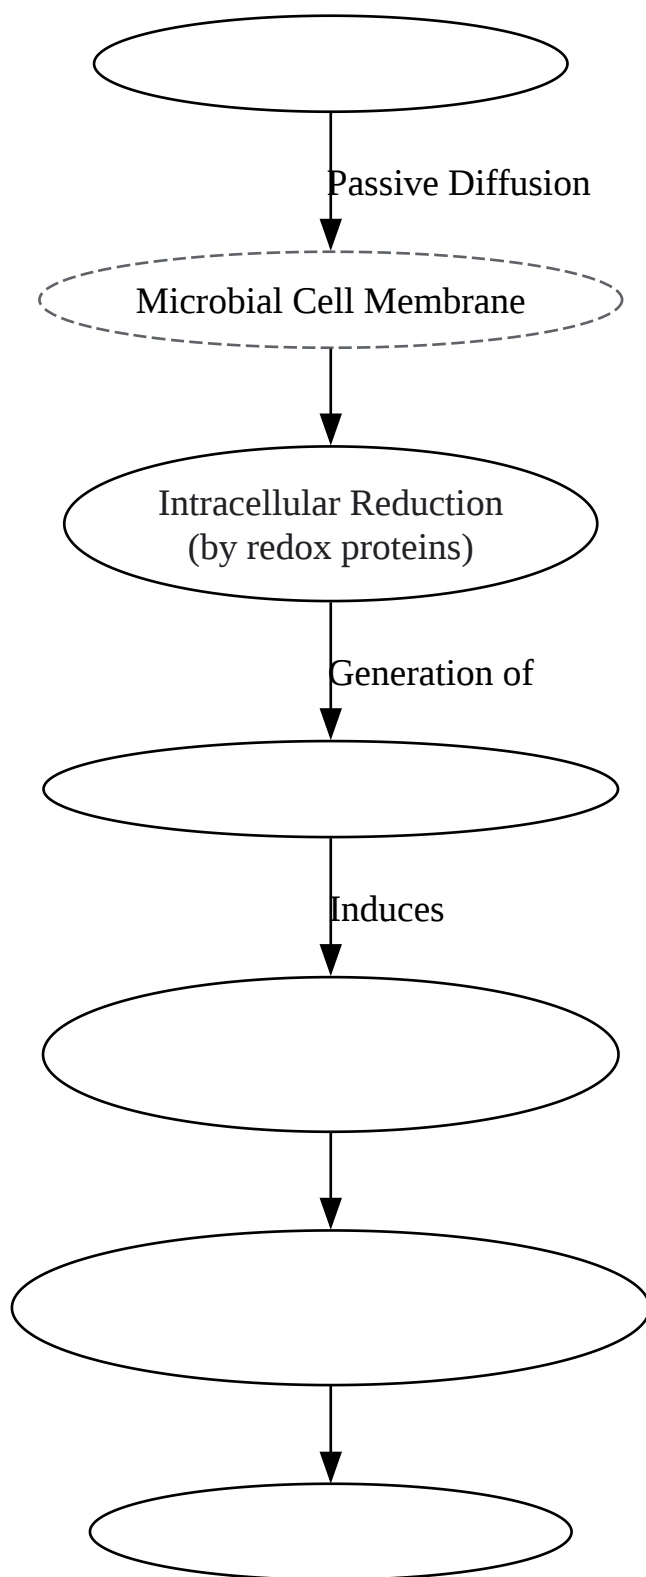 Passive Diffusion
Microbial Cell Membrane
Intracellular Reduction
(by redox proteins)
Generation of
Induces